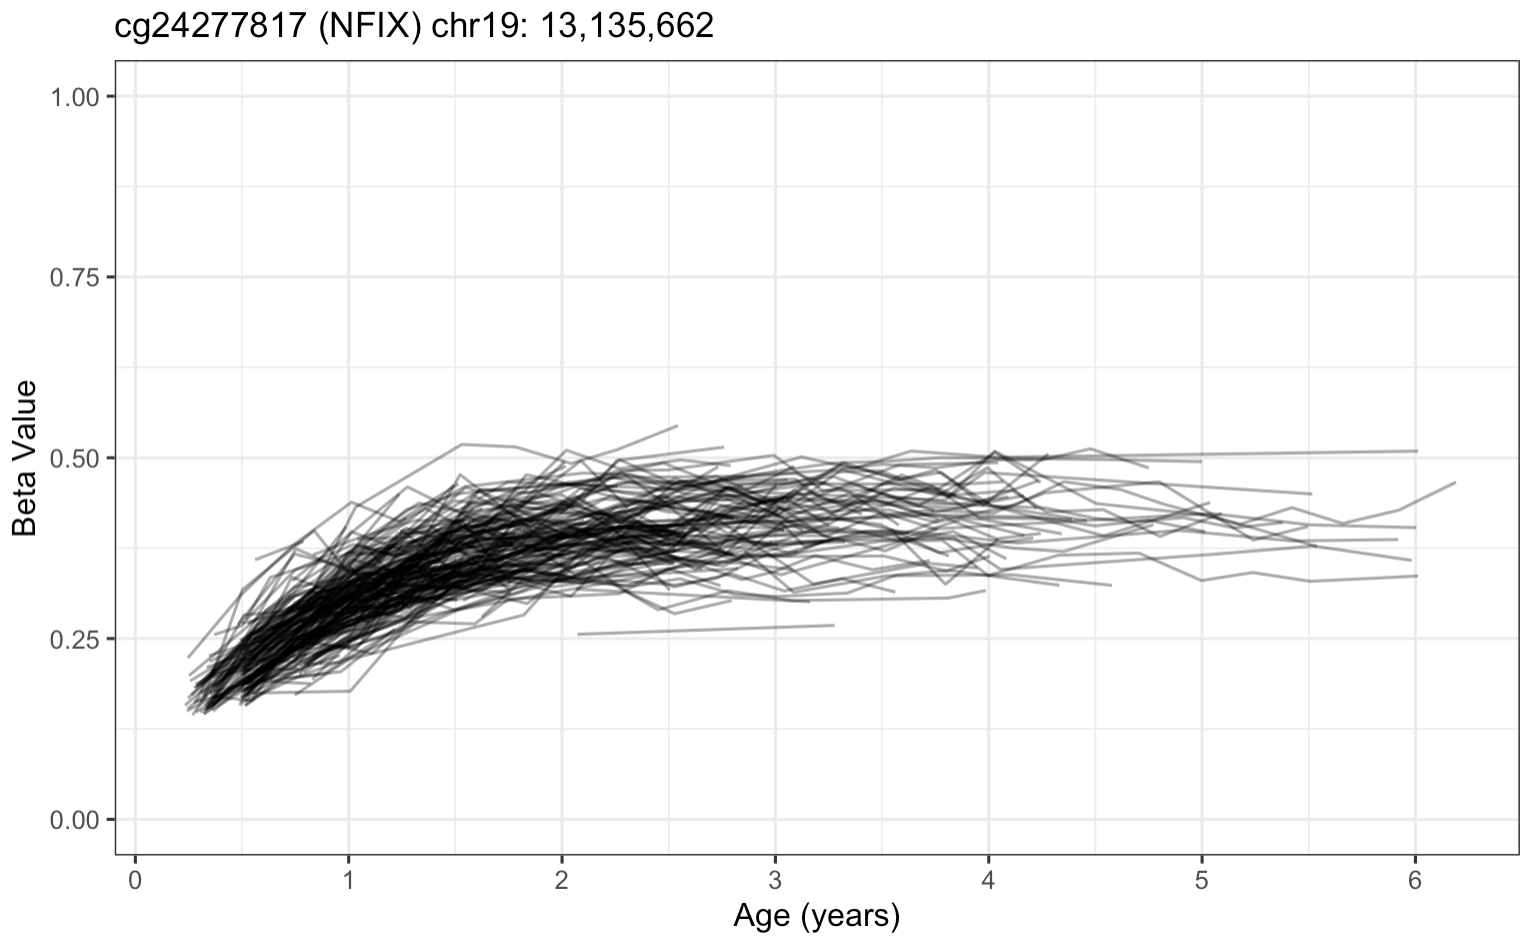 cg24277817 (NFIX) chr19: 13,135,662
1.00
0.75
0.50
0.25
0.00
Beta Value
0 1 2 3 4 5 6
Age (years)